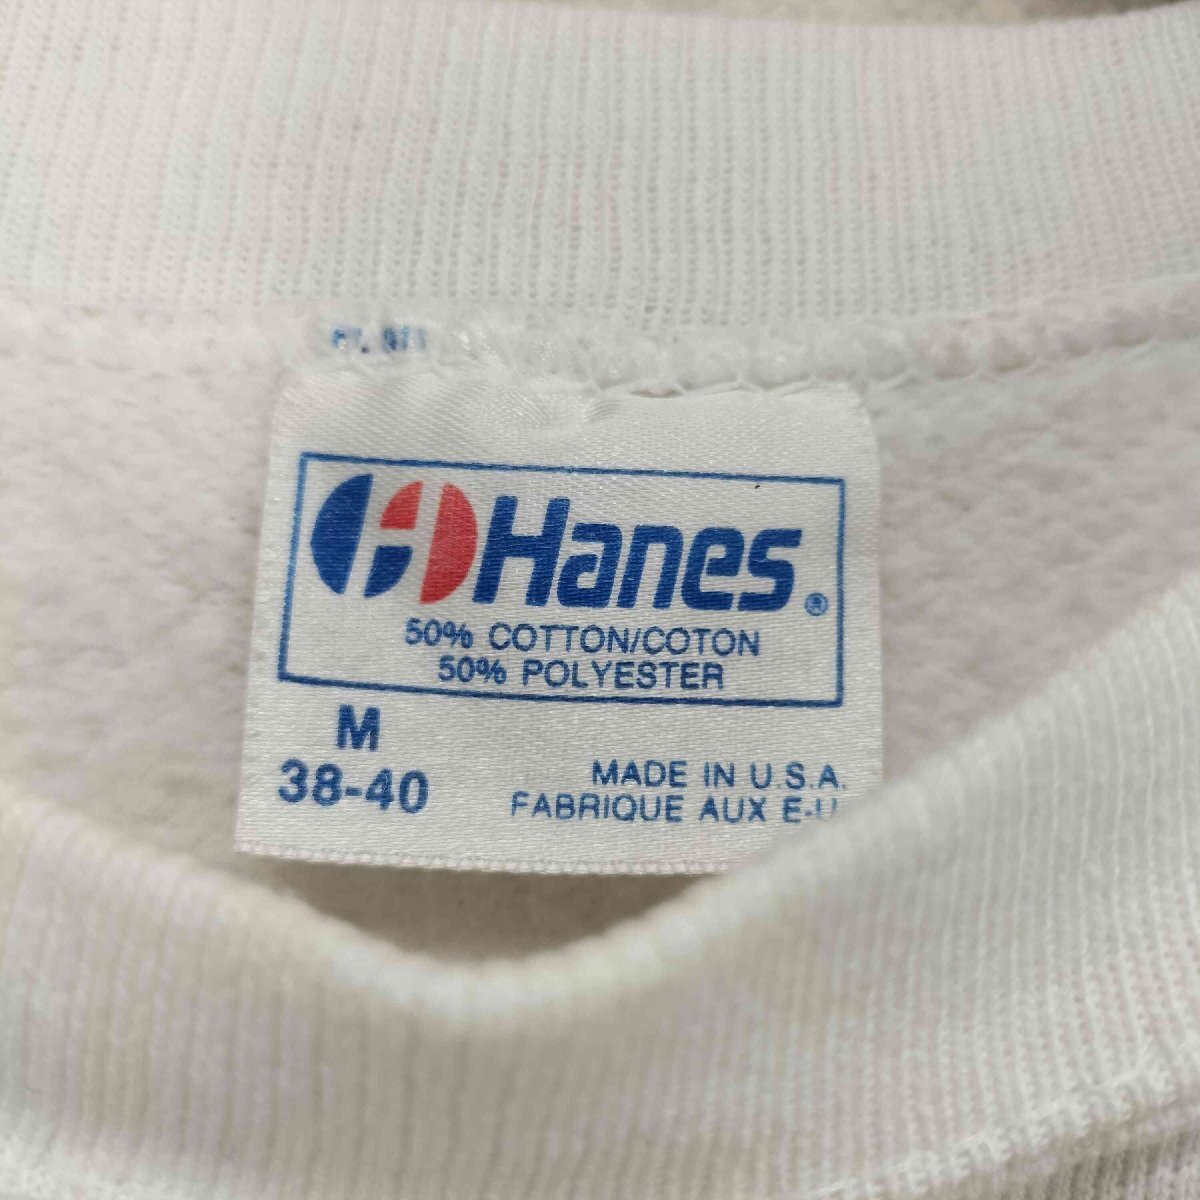 Hanes ®
50% COTTON/COTON
50% POLYESTER
M
38-40
MADE IN U.S.A.
FABRIQUE AUX E-U